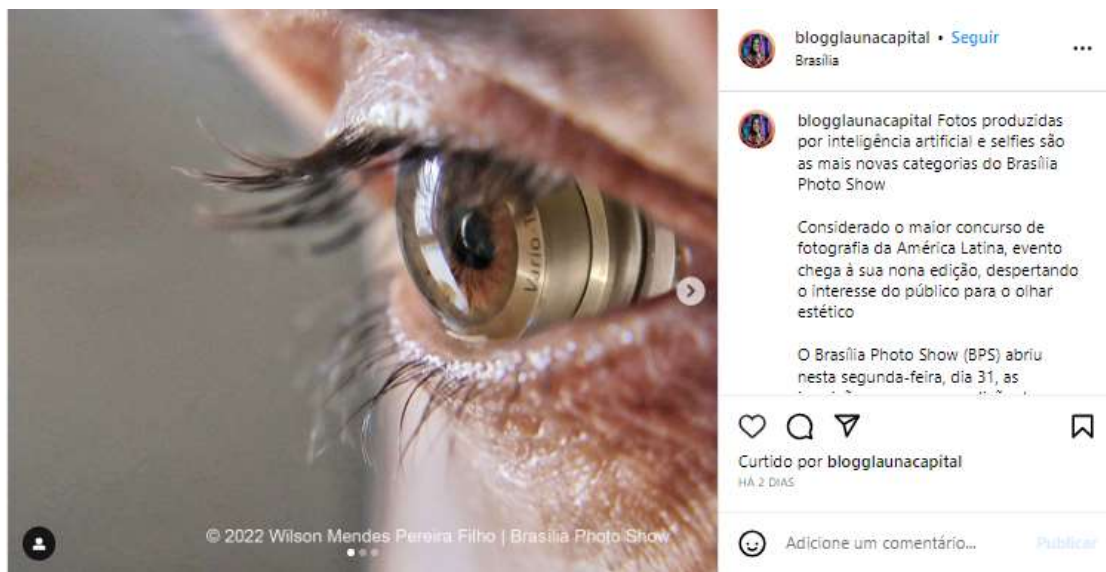 blogglaunacapital • Seguir
Brasília
blogglaunacapital Fotos produzidas
por inteligência artificial e selfies são
as mais novas categorias do Brasília
Photo Show
Considerado o maior concurso de
fotografia da América Latina, evento
chega à sua nona edição, despertando
o interesse do público para o olhar
estético
O Brasília Photo Show (BPS) abriu
nesta segunda-feira, dia 31, as
Vario
© 2022 Wilson Mendes Pereira Filho | Brasília Photo Show
Curtido por blogglaunacapital
HÁ 2 DIAS
Adicione um comentário... Publicar